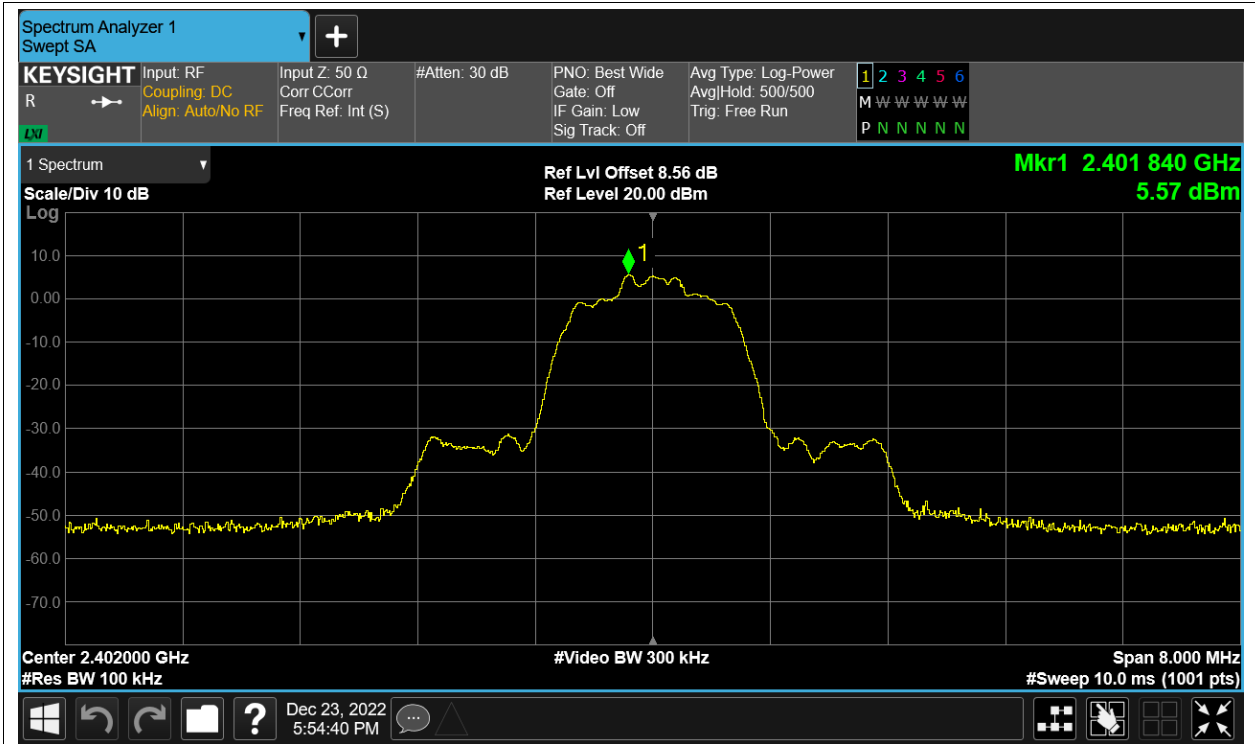 Spectrum Analyzer 1
Swept SA
KEYSIGHT
R
LXI
Input: RF
Coupling: DC
Align: Auto/No RF
Input Z: 50 Ω
Corr CCorr
Freq Ref: Int (S)
#Atten: 30 dB
PNO: Best Wide
Gate: Off
IF Gain: Low
Sig Track: Off
Avg Type: Log-Power
Avg|Hold: 500/500
Trig: Free Run
1 2 3 4 5 6
M W W W W W
P N N N N N
1 Spectrum
Scale/Div 10 dB
Log
Ref Lvl Offset 8.56 dB
Ref Level 20.00 dBm
Mkr1 2.401 840 GHz
5.57 dBm
1
10.0
0.00
-10.0
-20.0
-30.0
-40.0
-50.0
-60.0
-70.0
Center 2.402000 GHz
#Res BW 100 kHz
#Video BW 300 kHz
Span 8.000 MHz
#Sweep 10.0 ms (1001 pts)
?
Dec 23, 2022
5:54:40 PM